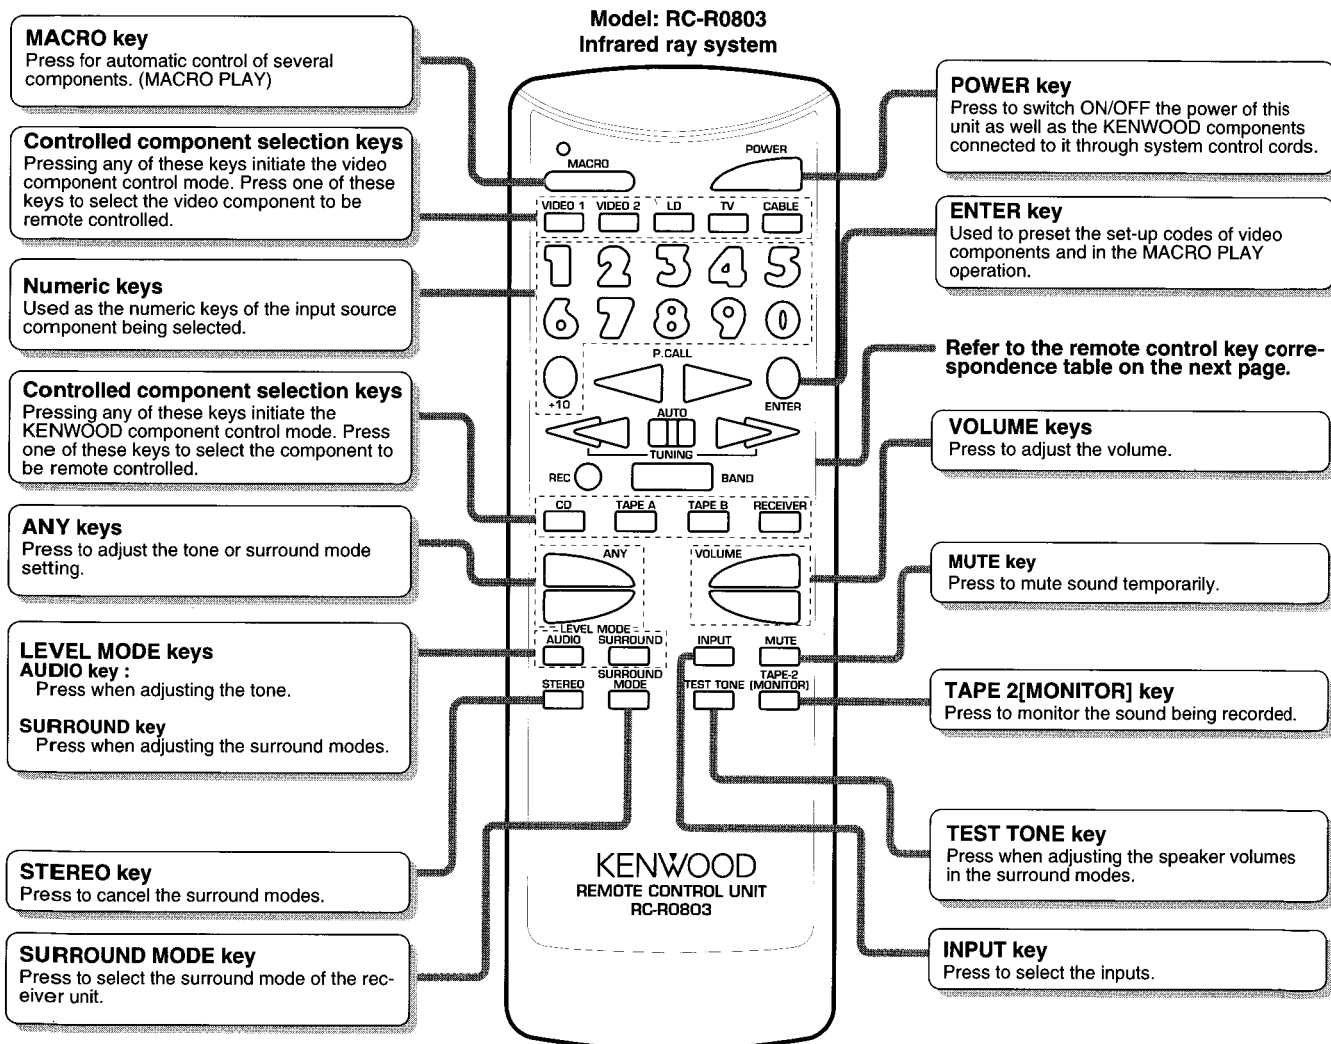 Model: RC-R0803
Infrared ray system
MACRO key
Press for automatic control of several
components. (MACRO PLAY)
Controlled component selection keys
Pressing any of these keys initiate the video
component control mode. Press one of these
keys to select the video component to be
remote controlled.
Numeric keys
Used as the numeric keys of the input source
component being selected.
Controlled component selection keys
Pressing any of these keys initiate the
KENWOOD component control mode. Press
one of these keys to select the component to
be remote controlled.
ANY keys
Press to adjust the tone or surround mode
setting.
LEVEL MODE keys
AUDIO key :
Press when adjusting the tone.
SURROUND key
Press when adjusting the surround modes.
STEREO key
Press to cancel the surround modes.
SURROUND MODE key
Press to select the surround mode of the rec-
eiver unit.
MACRO
POWER
VIDEO 1 VIDEO 2 LD TV CABLE
1 2 3 4 5
6 7 8 9 0
P.CALL
+10
ENTER
AUTO
TUNING
REC
BAND
CD TAPE A TAPE B RECEIVER
ANY
VOLUME
LEVEL MODE
AUDIO SURROUND
INPUT MUTE
STEREO
SURROUND
MODE
TEST TONE
TAPE-2
(MONITOR)
KENWOOD
REMOTE CONTROL UNIT
RC-R0803
POWER key
Press to switch ON/OFF the power of this
unit as well as the KENWOOD components
connected to it through system control cords.
ENTER key
Used to preset the set-up codes of video
components and in the MACRO PLAY
operation.
Refer to the remote control key corre-
spondence table on the next page.
VOLUME keys
Press to adjust the volume.
MUTE key
Press to mute sound temporarily.
TAPE 2[MONITOR] key
Press to monitor the sound being recorded.
TEST TONE key
Press when adjusting the speaker volumes
in the surround modes.
INPUT key
Press to select the inputs.